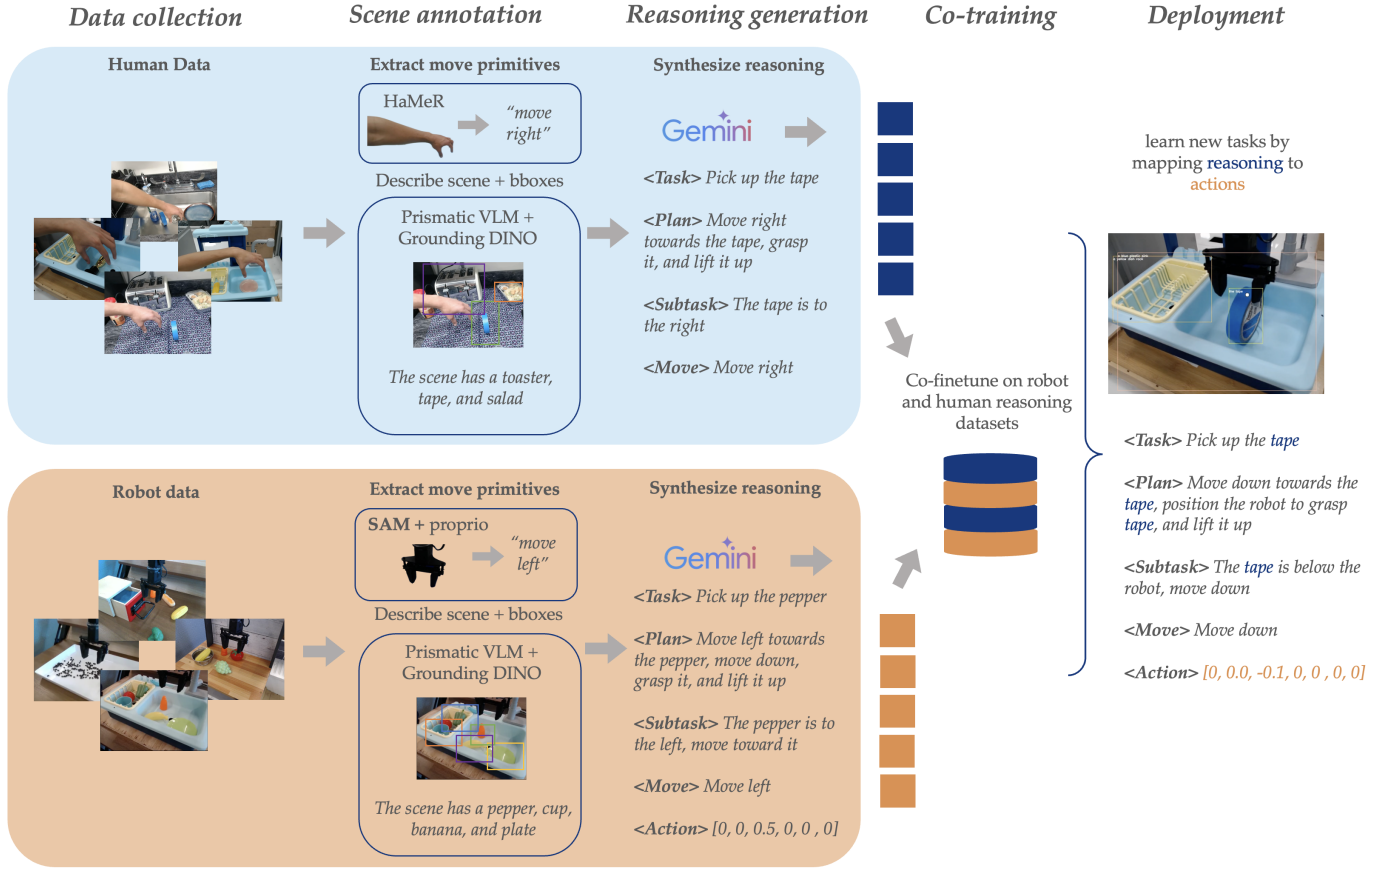 Data collection
Scene annotation
Reasoning generation
Co-training
Deployment
Human Data
Extract move primitives
HaMeR
“move
right”
Describe scene + bboxes
Prismatic VLM +
Grounding DINO
The scene has a toaster,
tape, and salad
Synthesize reasoning
Gemini
<Task> Pick up the tape
<Plan> Move right
towards the tape, grasp
it, and lift it up
<Subtask> The tape is to
the right
<Move> Move right
Robot data
Extract move primitives
SAM + proprio
“move
left”
Describe scene + bboxes
Prismatic VLM +
Grounding DINO
The scene has a pepper, cup,
banana, and plate
Synthesize reasoning
Gemini
<Task> Pick up the pepper
<Plan> Move left towards
the pepper, move down,
grasp it, and lift it up
<Subtask> The pepper is to
the left, move toward it
<Move> Move left
<Action> [0, 0, 0.5, 0, 0 , 0]
Co-finetune on robot
and human reasoning
datasets
learn new tasks by
mapping reasoning to
actions
<Task> Pick up the tape
<Plan> Move down towards the
tape, position the robot to grasp
tape, and lift it up
<Subtask> The tape is below the
robot, move down
<Move> Move down
<Action> [0, 0.0, -0.1, 0, 0 , 0, 0]